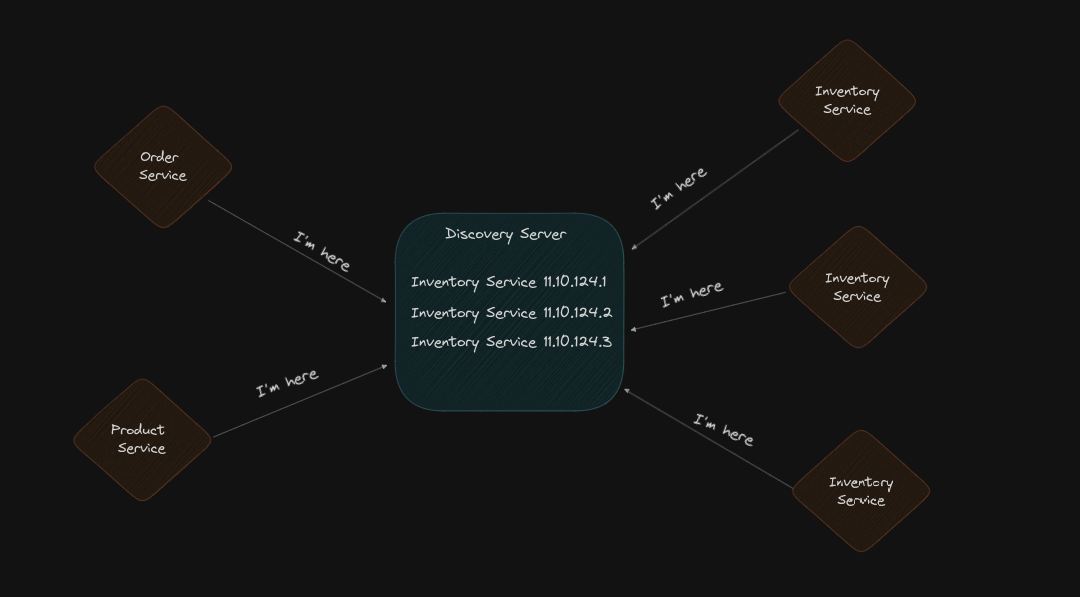 Order
Service
I'm here
Product
Service
I'm here
Discovery Server
Inventory Service 11.10.124.1
Inventory Service 11.10.124.2
Inventory Service 11.10.124.3
Inventory
Service
I'm here
Inventory
Service
I'm here
Inventory
Service
I'm here